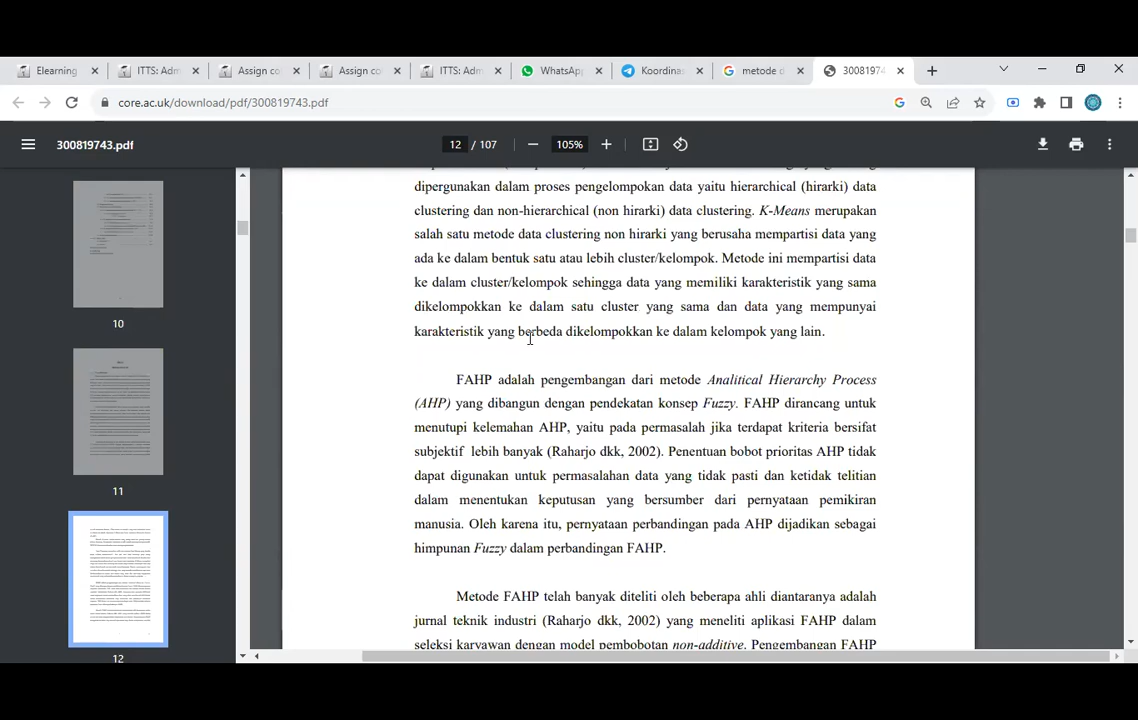 Elearning
ITTS: Adm
Assign co
Assign co
ITTS: Adm
WhatsApp
Koordina
metode d
30081974
core.ac.uk/download/pdf/300819743.pdf
300819743.pdf
12 / 107
105%
10
11
12
dipergunakan dalam proses pengelompokan data yaitu hierarchical (hirarki) data
clustering dan non-hierarchical (non hirarki) data clustering. K-Means merupakan
salah satu metode data clustering non hirarki yang berusaha mempartisi data yang
ada ke dalam bentuk satu atau lebih cluster/kelompok. Metode ini mempartisi data
ke dalam cluster/kelompok sehingga data yang memiliki karakteristik yang sama
dikelompokkan ke dalam satu cluster yang sama dan data yang mempunyai
karakteristik yang berbeda dikelompokkan ke dalam kelompok yang lain.
FAHP adalah pengembangan dari metode Analitical Hierarchy Process
(AHP) yang dibangun dengan pendekatan konsep Fuzzy. FAHP dirancang untuk
menutupi kelemahan AHP, yaitu pada permasalah jika terdapat kriteria bersifat
subjektif lebih banyak (Raharjo dkk, 2002). Penentuan bobot prioritas AHP tidak
dapat digunakan untuk permasalahan data yang tidak pasti dan ketidak telitian
dalam menentukan keputusan yang bersumber dari pernyataan pemikiran
manusia. Oleh karena itu, pernyataan perbandingan pada AHP dijadikan sebagai
himpunan Fuzzy dalam perbandingan FAHP.
Metode FAHP telah banyak diteliti oleh beberapa ahli diantaranya adalah
jurnal teknik industri (Raharjo dkk, 2002) yang meneliti aplikasi FAHP dalam
seleksi karyawan dengan model pembobotan non-additive. Pengembangan FAHP